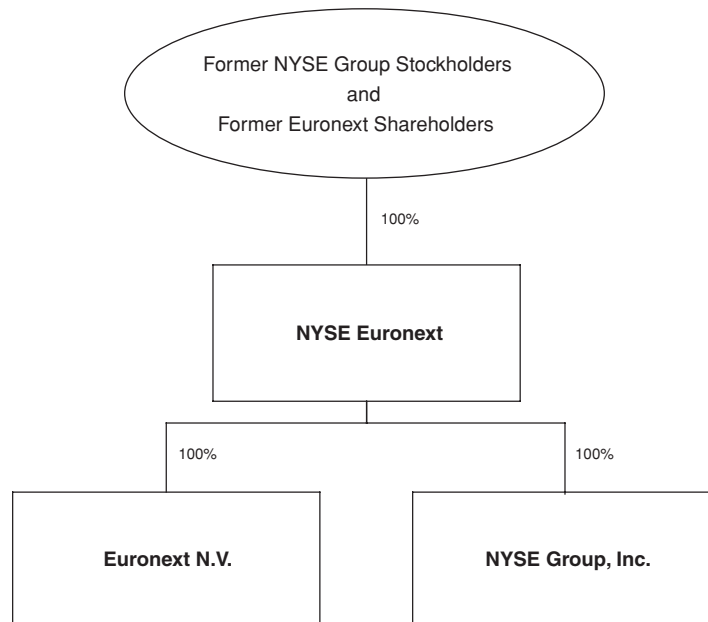 Former NYSE Group Stockholders
and
Former Euronext Shareholders
100%
NYSE Euronext
100%
100%
Euronext N.V.
NYSE Group, Inc.